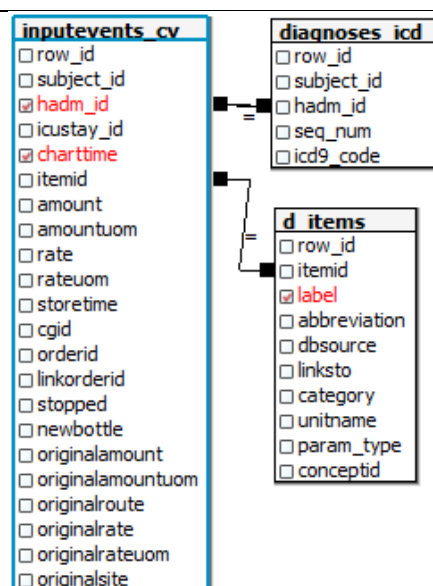 inputevents_cv
row_id
subject_id
hadm_id
icustay_id
charttime
itemid
amount
amountuom
rate
rateuom
storetime
cgid
orderid
linkorderid
stopped
newbottle
originalamount
originalamountuom
originalroute
originalrate
originalrateuom
originalsite
=
=
diagnoses_icd
row_id
subject_id
hadm_id
seq_num
icd9_code
d_items
row_id
itemid
label
abbreviation
dbsource
linksto
category
unitname
param_type
conceptid